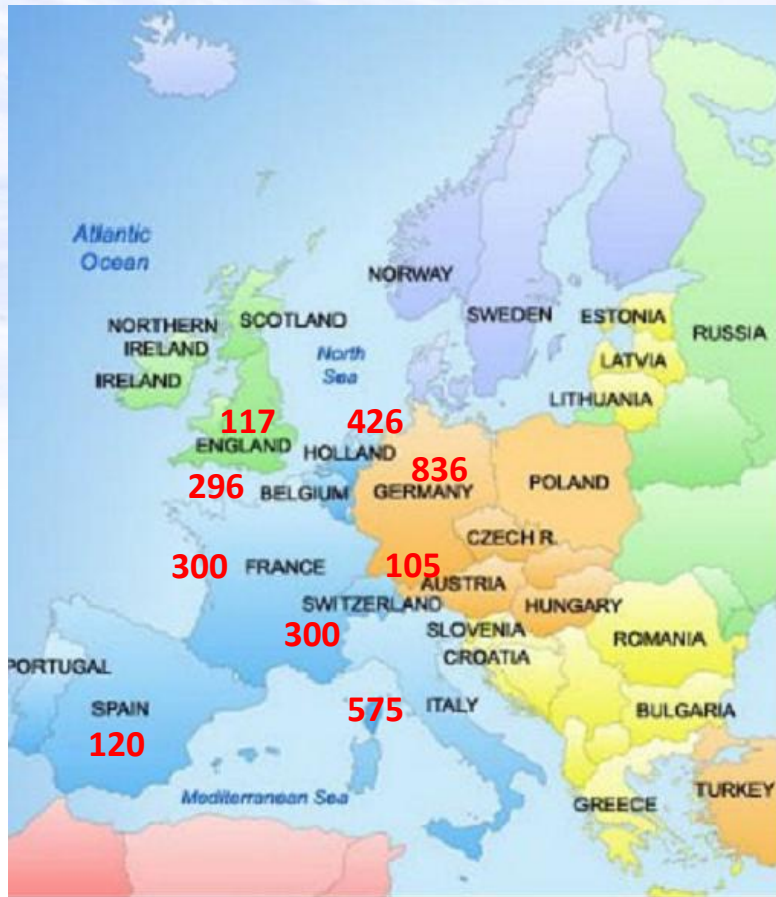 Atlantic
Ocean
NORWAY
SWEDEN
ESTONIA
RUSSIA
NORTHERN
IRELAND
SCOTLAND
North
Sea
LATVIA
IRELAND
LITHUANIA
117
426
ENGLAND
HOLLAND
836
296
BELGIUM
GERMANY
POLAND
CZECH R.
300
FRANCE
105
AUSTRIA
SWITZERLAND
HUNGARY
300
SLOVENIA
ROMANIA
CROATIA
PORTUGAL
SPAIN
575
ITALY
BULGARIA
120
Mediterranean Sea
GREECE
TURKEY